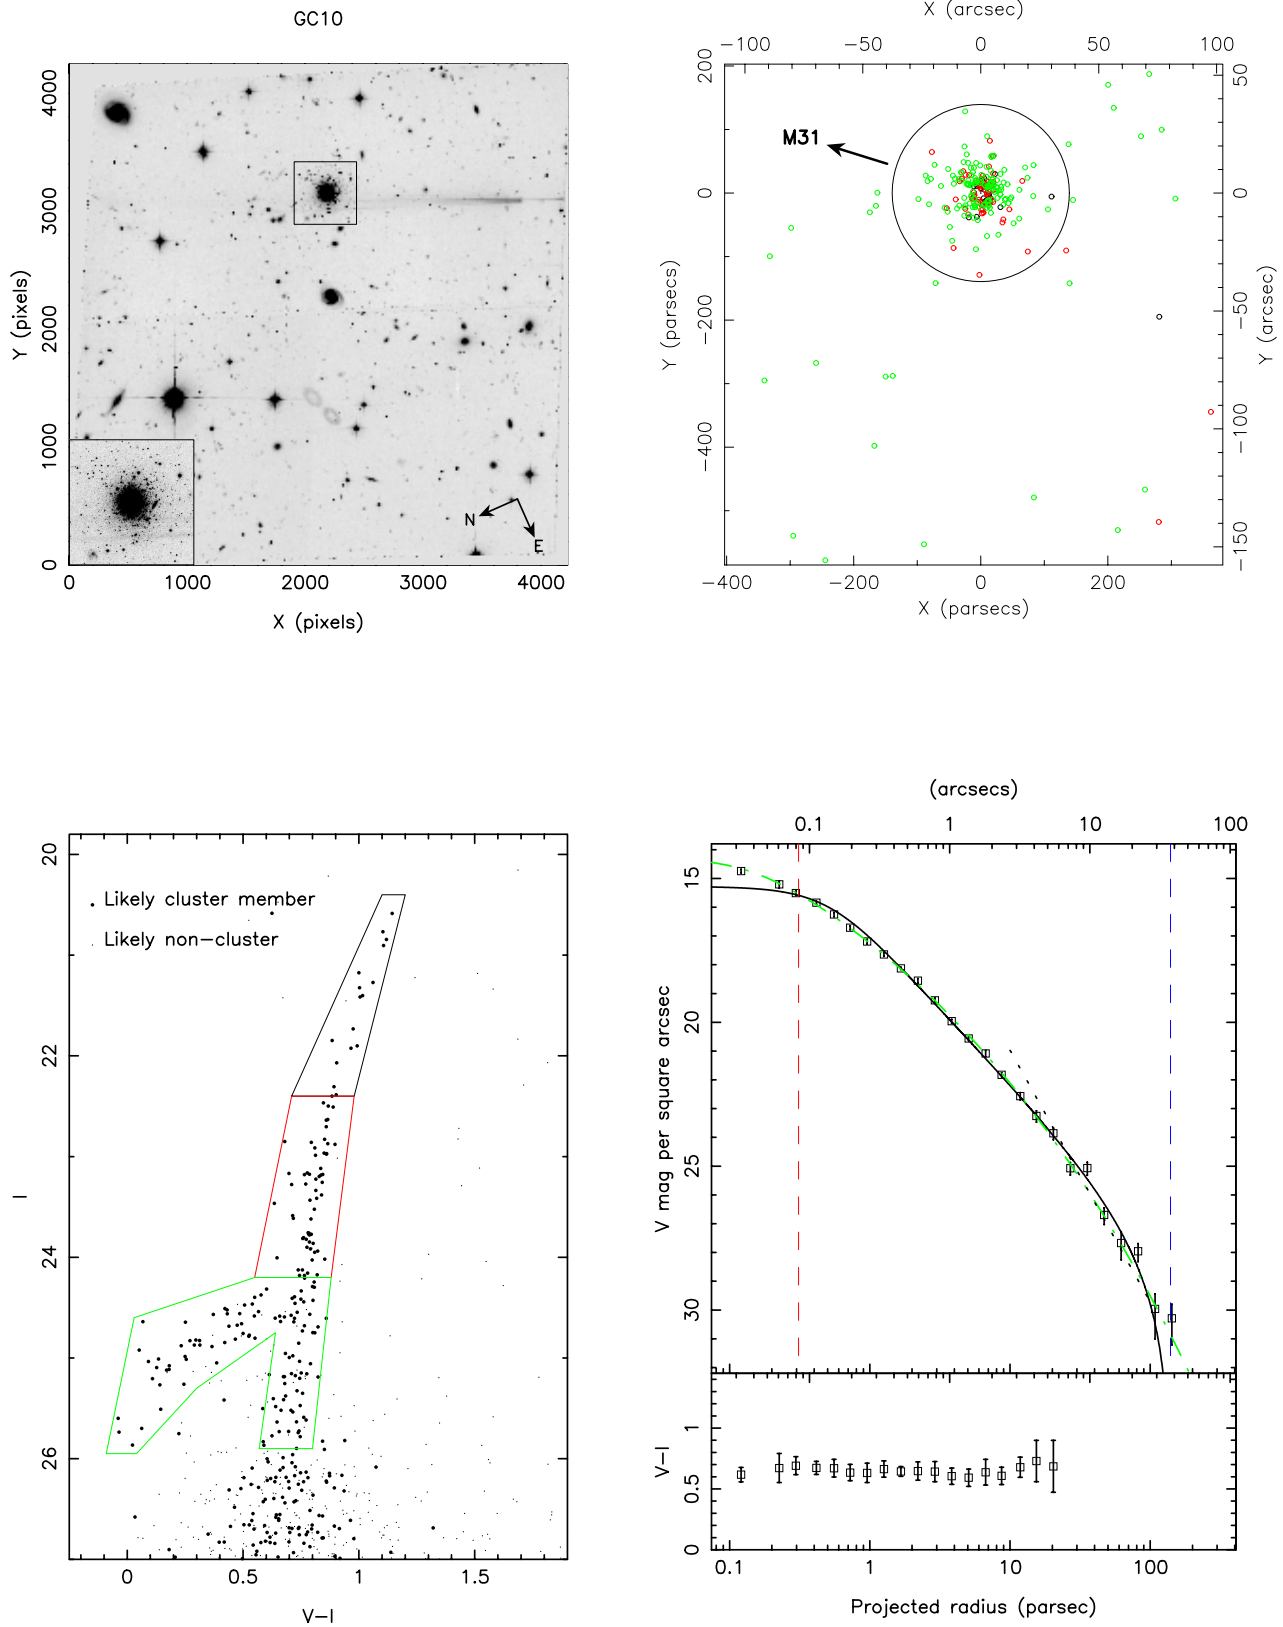 GC10
Y (pixels)
4000
3000
2000
1000
0
N
E
0 1000 2000 3000 4000
X (pixels)
X (arcsec)
−100 −50 0 50 100
Y (parsecs)
200
0
−200
−400
M31
50
0
−50
−100
−150
Y (arcsec)
−400 −200 0 200
X (parsecs)
I
20
22
24
26
Likely cluster member
Likely non−cluster
0 0.5 1 1.5
V−I
(arcsecs)
0.1 1 10 100
V mag per square arcsec
15
20
25
30
V−I
1
0.5
0
0.1 1 10 100
Projected radius (parsec)